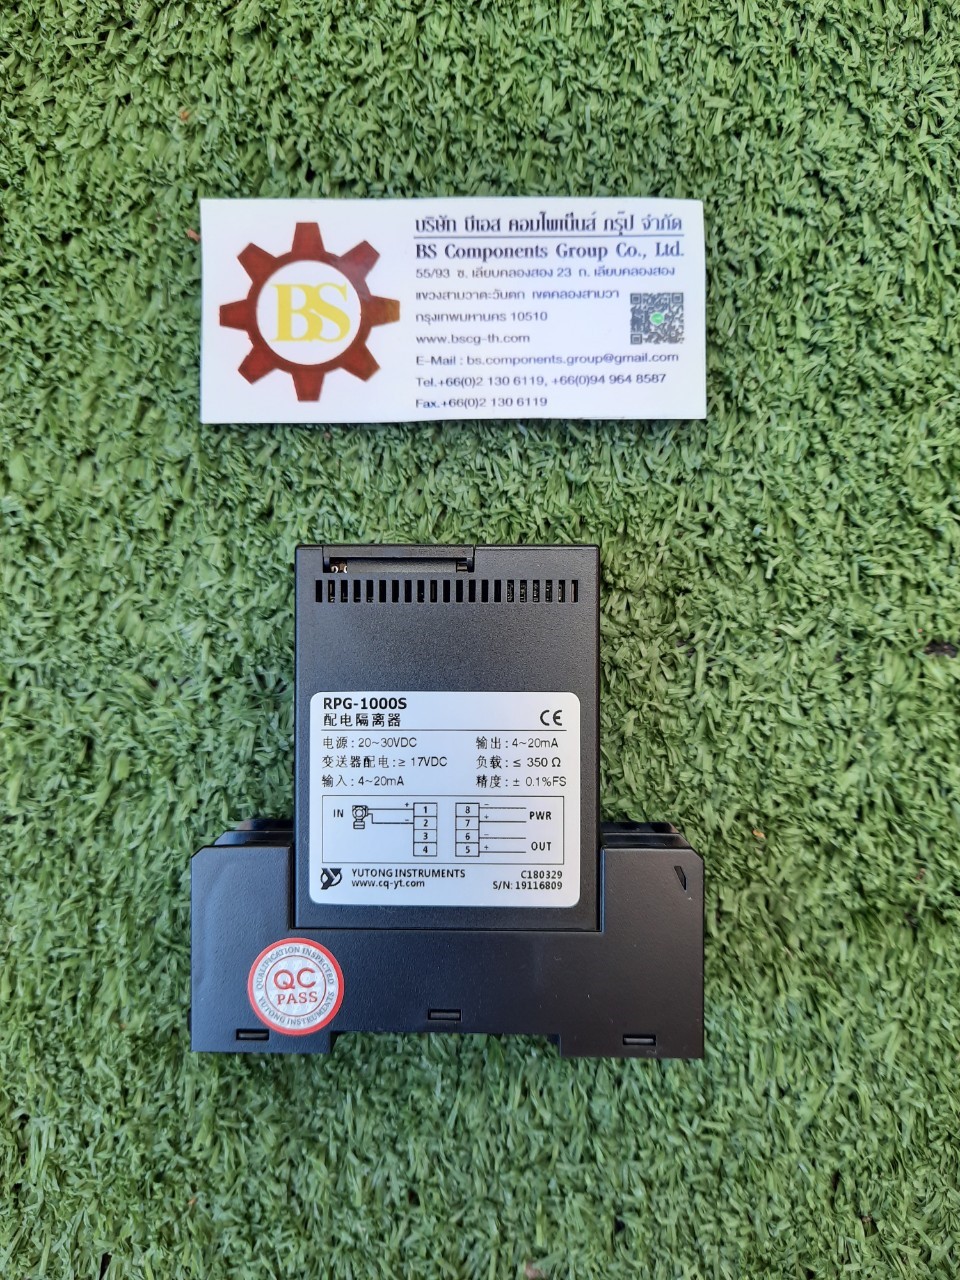 BS
บริษัท บีเอส คอมโพเน็นส์ กรุ๊ป จำกัด
BS Components Group Co., Ltd.
55/93 ซ. เลียบคลองสอง 23 ถ. เลียบคลองสอง
แขวงสามวาตะวันตก เขตคลองสามวา
กรุงเทพมหานคร 10510
www.bscg-th.com
E-Mail : bs.components.group@gmail.com
Tel.+66(0)2 130 6119, +66(0)94 964 8587
Fax.+66(0)2 130 6119
RPG-1000S
配电隔离器
CE
电源: 20~30VDC 输出: 4~20mA
变送器配电: ≥ 17VDC 负载: ≤ 350 Ω
输入: 4~20mA 精度: ± 0.1%FS
IN + 1 8 − PWR
− 2 7 +
3 6 −
4 5 + OUT
YUTONG INSTRUMENTS C180329
www.cq-yt.com S/N: 19116809
QUALIFICATION INSPECTED
QC
PASS
YUTONG INSTRUMENTS